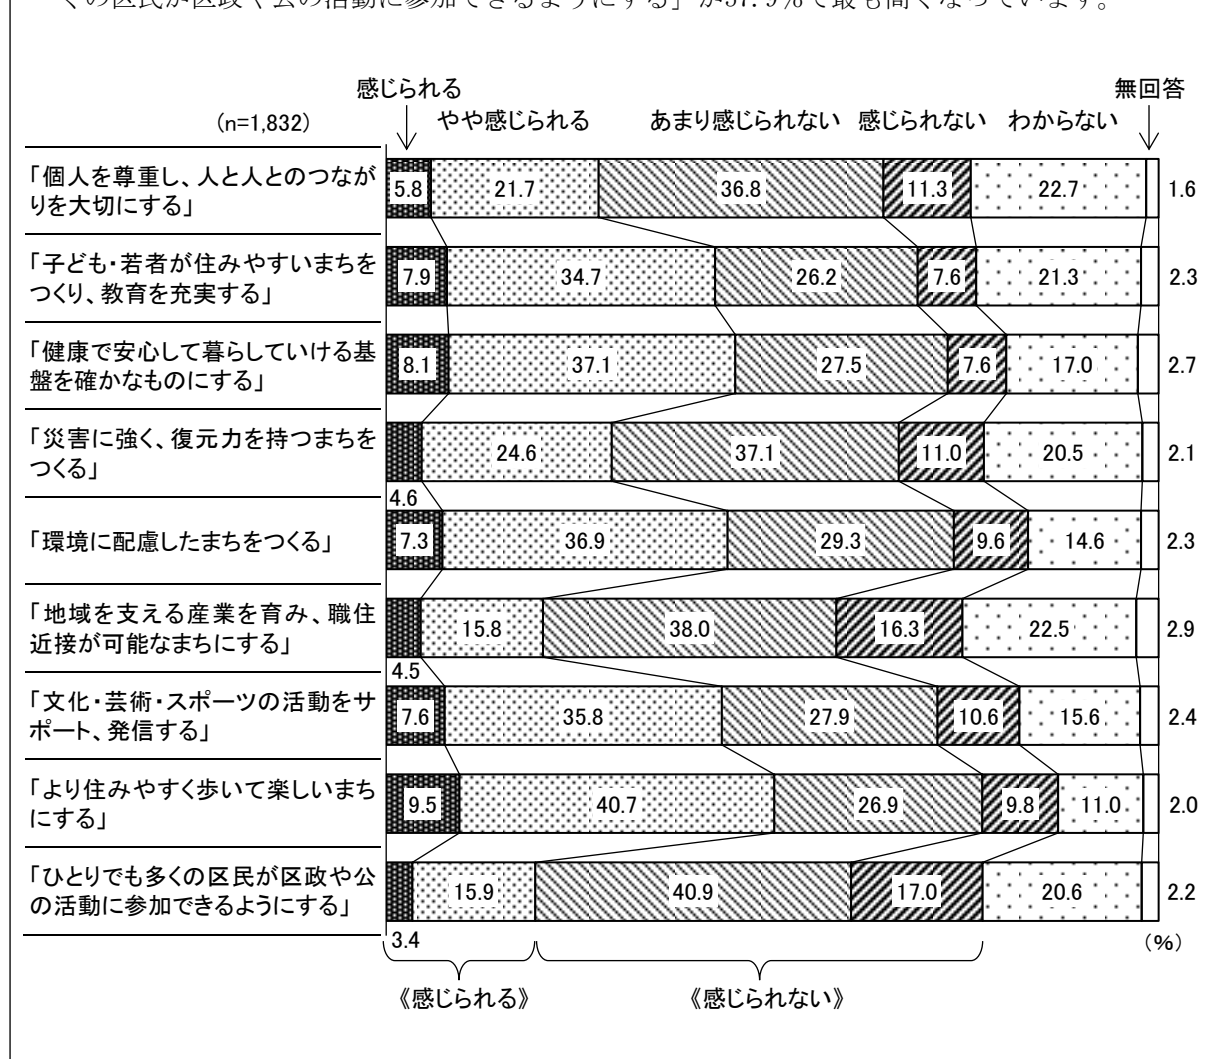 くの区民が区政や公の活動に参加できるようにする」が57.9%で最も高くなっています。
感じられる 無回答
(n=1,832) やや感じられる あまり感じられない 感じられない わからない
「個人を尊重し、人と人とのつなが
りを大切にする」
5.8 21.7 36.8 11.3 22.7 1.6
「子ども・若者が住みやすいまちを
つくり、教育を充実する」
7.9 34.7 26.2 7.6 21.3 2.3
「健康で安心して暮らしていける基
盤を確かなものにする」
8.1 37.1 27.5 7.6 17.0 2.7
「災害に強く、復元力を持つまちを
つくる」
24.6 37.1 11.0 20.5 2.1
4.6
「環境に配慮したまちをつくる」
7.3 36.9 29.3 9.6 14.6 2.3
「地域を支える産業を育み、職住
近接が可能なまちにする」
15.8 38.0 16.3 22.5 2.9
4.5
「文化・芸術・スポーツの活動をサ
ポート、発信する」
7.6 35.8 27.9 10.6 15.6 2.4
「より住みやすく歩いて楽しいまち
にする」
9.5 40.7 26.9 9.8 11.0 2.0
「ひとりでも多くの区民が区政や公
の活動に参加できるようにする」
15.9 40.9 17.0 20.6 2.2
3.4 (%)
《感じられる》 《感じられない》